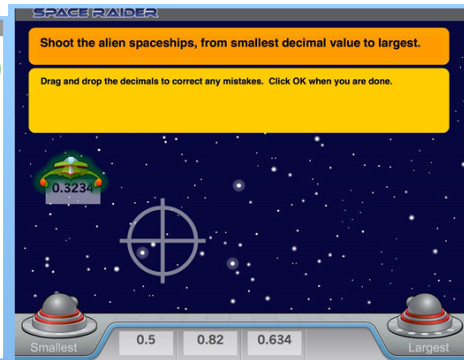 SPACE RAIDER
Shoot the alien spaceships, from smallest decimal value to largest.
Drag and drop the decimals to correct any mistakes. Click OK when you are done.
0.3234
0.5 0.82 0.634
Smallest Largest